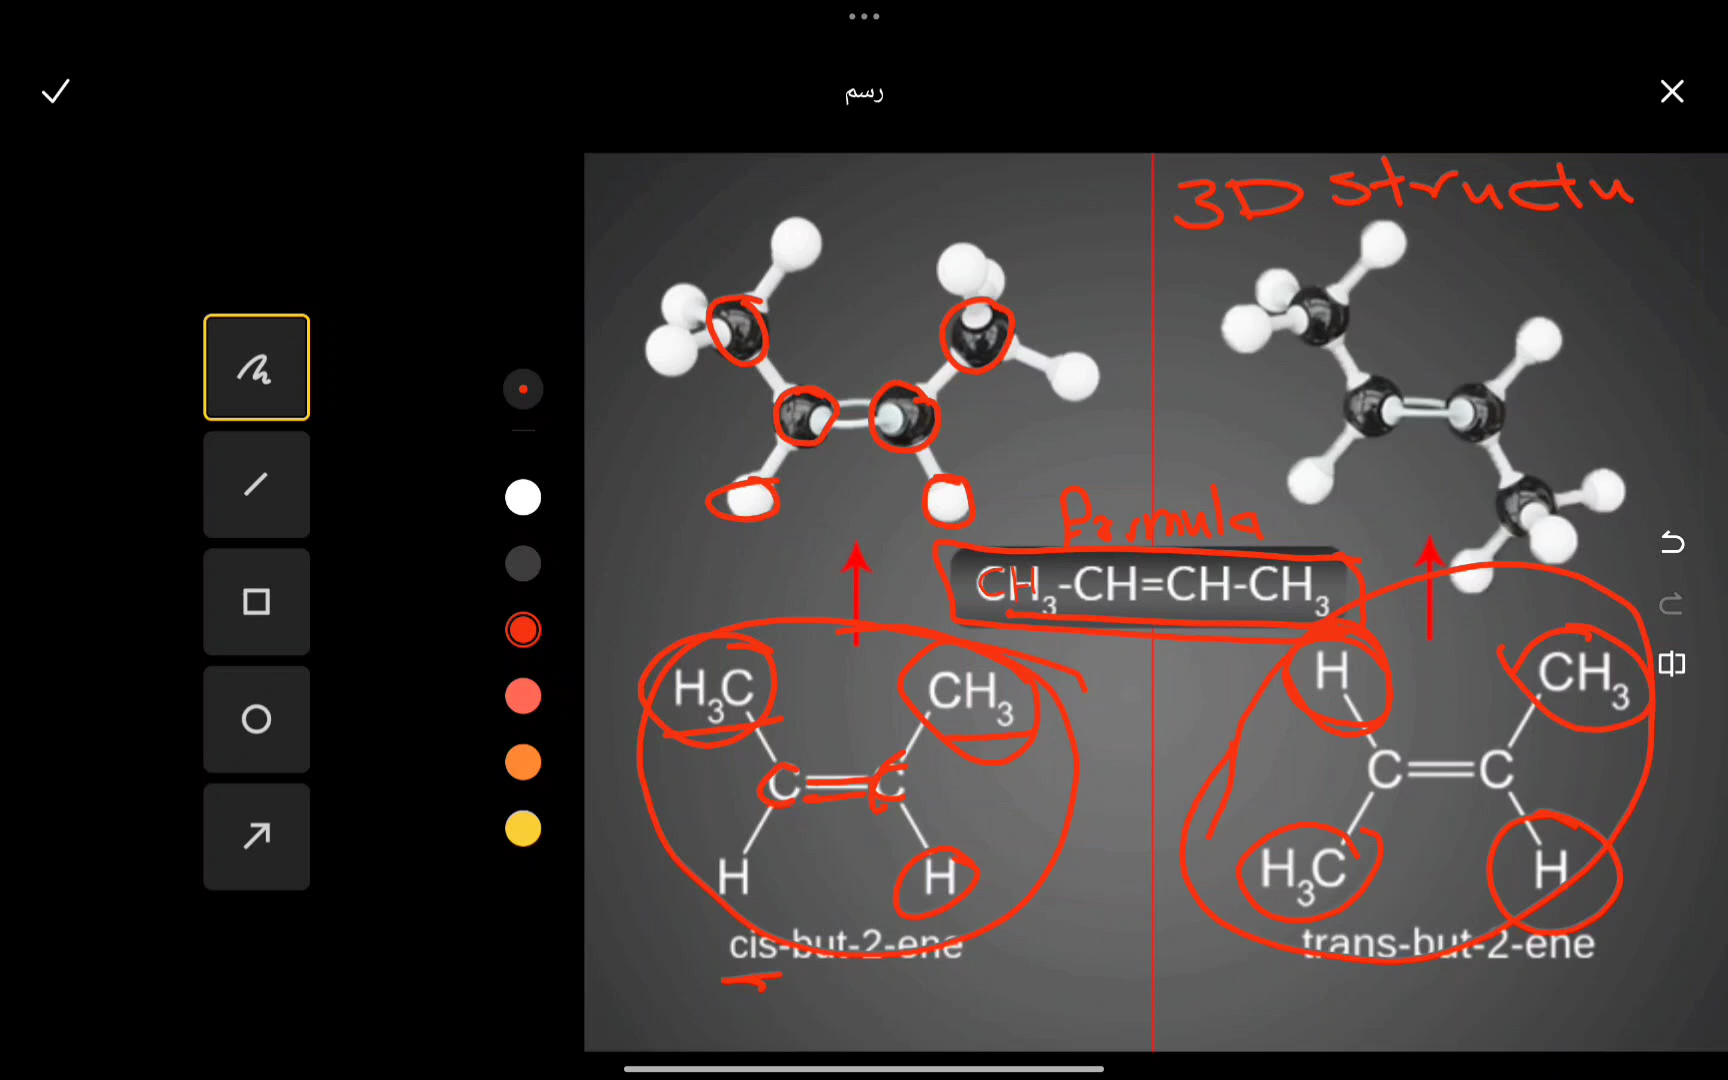 رسم
3D structu
Formula
CH₃-CH=CH-CH₃
H₃C CH₃
C=C
H H
cis-but-2-ene
H CH₃
C=C
H₃C H
trans-but-2-ene